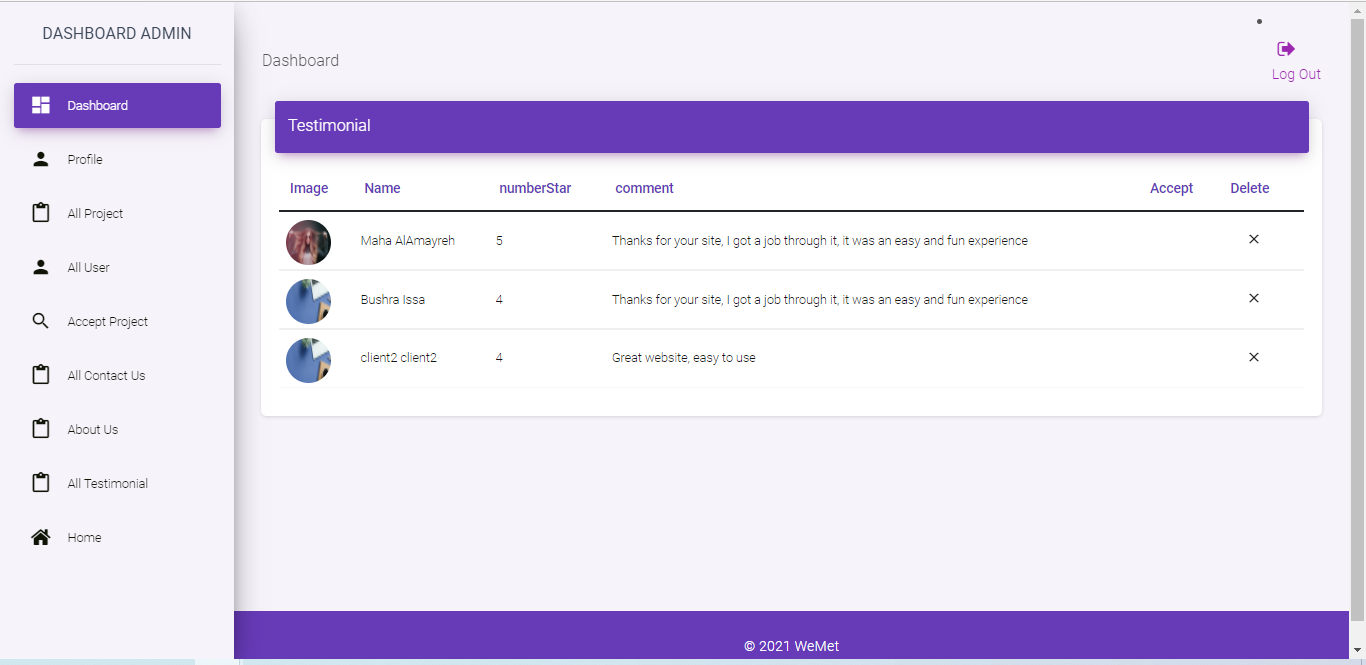 DASHBOARD ADMIN
Dashboard
Profile
All Project
All User
Accept Project
All Contact Us
About Us
All Testimonial
Home
Dashboard
Log Out
Testimonial
Image Name numberStar comment Accept Delete
Maha AlAmayreh 5 Thanks for your site, I got a job through it, it was an easy and fun experience
Bushra Issa 4 Thanks for your site, I got a job through it, it was an easy and fun experience
client2 client2 4 Great website, easy to use
© 2021 WeMet